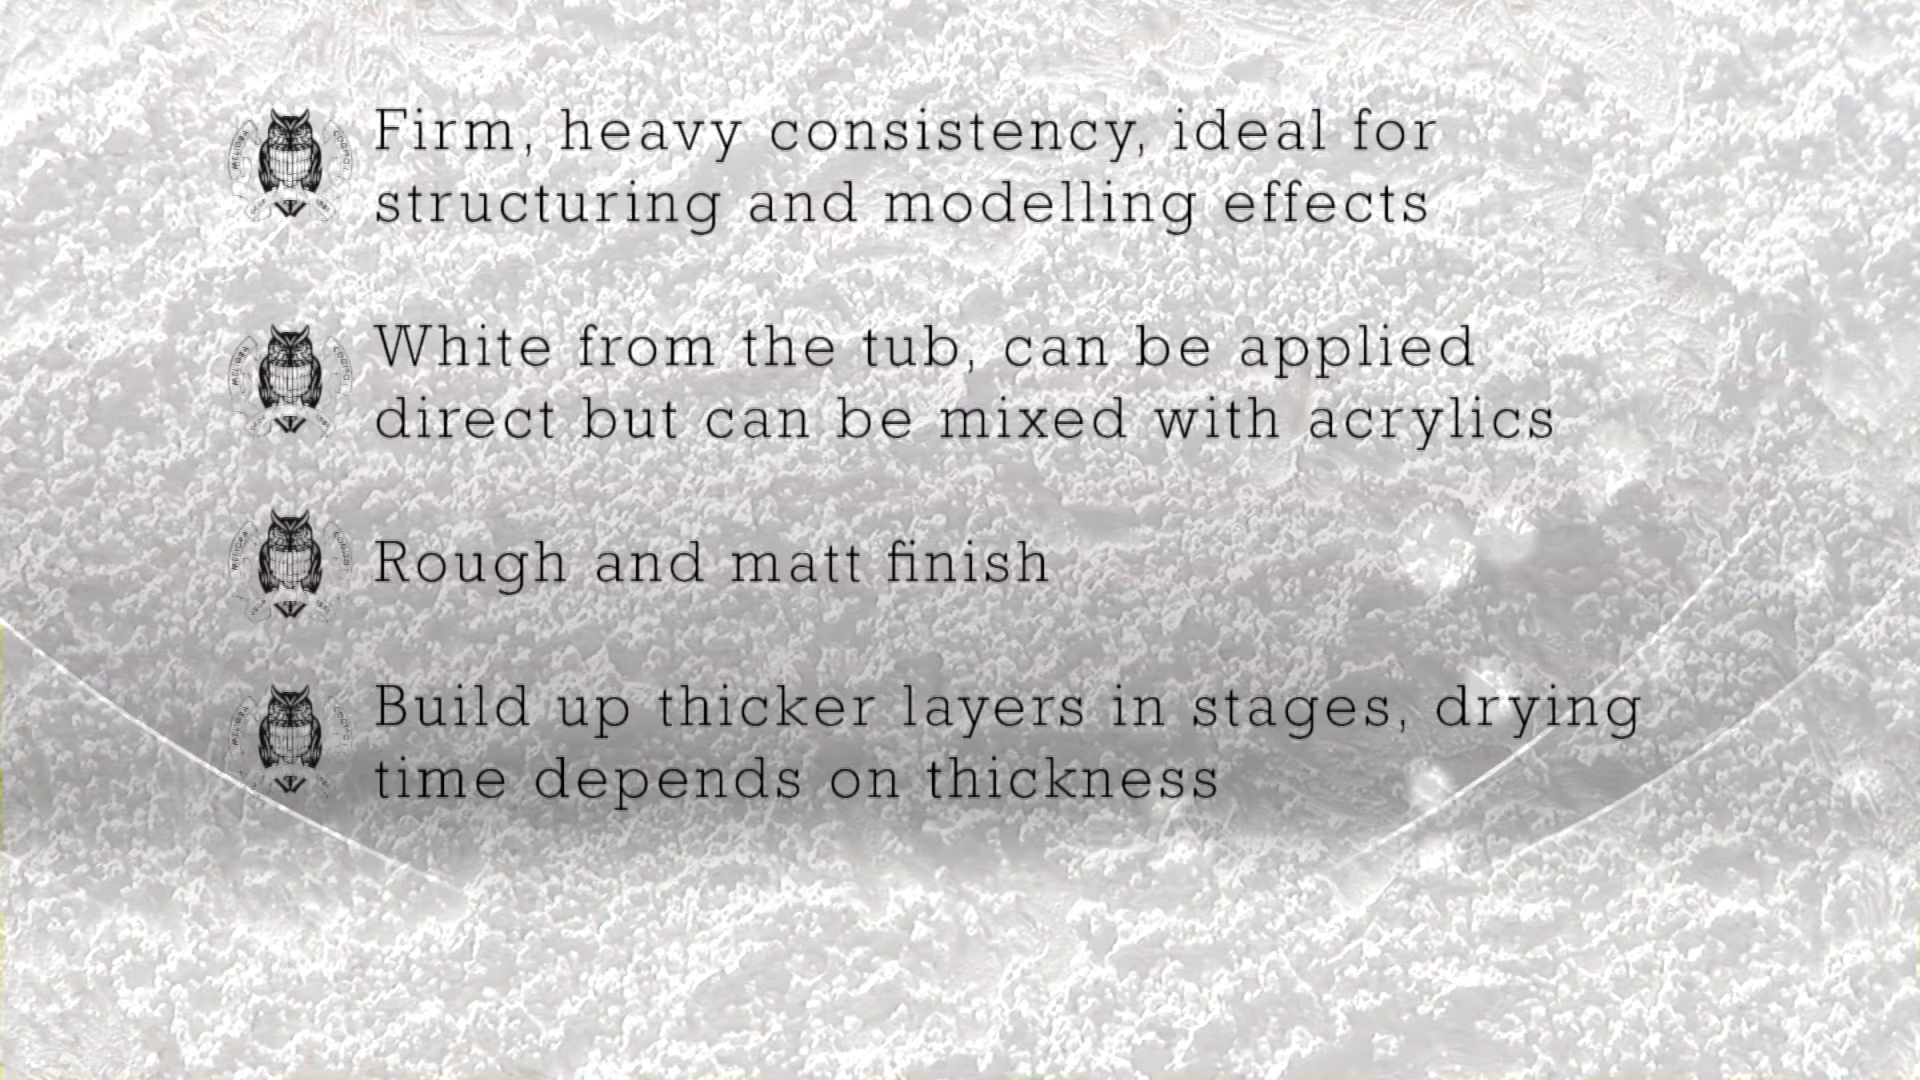 Firm, heavy consistency, ideal for
structuring and modelling effects
White from the tub, can be applied
direct but can be mixed with acrylics
Rough and matt finish
Build up thicker layers in stages, drying
time depends on thickness